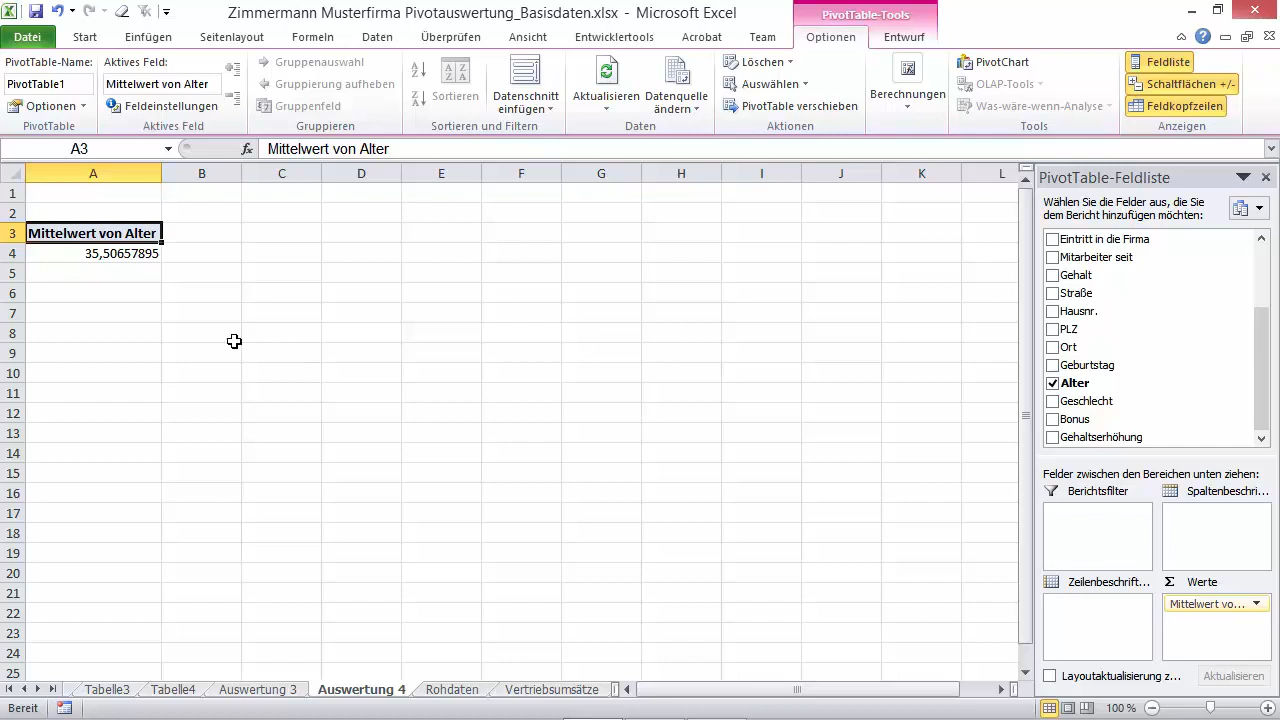 Zimmermann Musterfirma Pivotauswertung_Basisdaten.xlsx - Microsoft Excel
PivotTable-Tools
Datei Start Einfügen Seitenlayout Formeln Daten Überprüfen Ansicht Entwicklertools Acrobat Team Optionen Entwurf
PivotTable-Name:
PivotTable1
Optionen
PivotTable
Aktives Feld:
Mittelwert von Alter
Feldeinstellungen
Aktives Feld
Gruppenauswahl
Gruppierung aufheben
Gruppenfeld
Gruppieren
Sortieren
Datenschnitt
einfügen
Sortieren und Filtern
Aktualisieren
Datenquelle
ändern
Daten
Löschen
Auswählen
PivotTable verschieben
Aktionen
Berechnungen
PivotChart
OLAP-Tools
Was-wäre-wenn-Analyse
Tools
Feldliste
Schaltflächen +/-
Feldkopfzeilen
Anzeigen
A3 fx Mittelwert von Alter
A B C D E F G H I J K L
1
2
3 Mittelwert von Alter
4 35,50657895
5
6
7
8
9
10
11
12
13
14
15
16
17
18
19
20
21
22
23
24
25
PivotTable-Feldliste
Wählen Sie die Felder aus, die Sie
dem Bericht hinzufügen möchten:
Eintritt in die Firma
Mitarbeiter seit
Gehalt
Straße
Hausnr.
PLZ
Ort
Geburtstag
Alter
Geschlecht
Bonus
Gehaltserhöhung
Felder zwischen den Bereichen unten ziehen:
Berichtsfilter
Spaltenbeschri...
Zeilenbeschrift...
Σ Werte
Mittelwert vo...
Layoutaktualisierung z... Aktualisieren
Tabelle3 Tabelle4 Auswertung 3 Auswertung 4 Rohdaten Vertriebsumsätze
Bereit 100 %